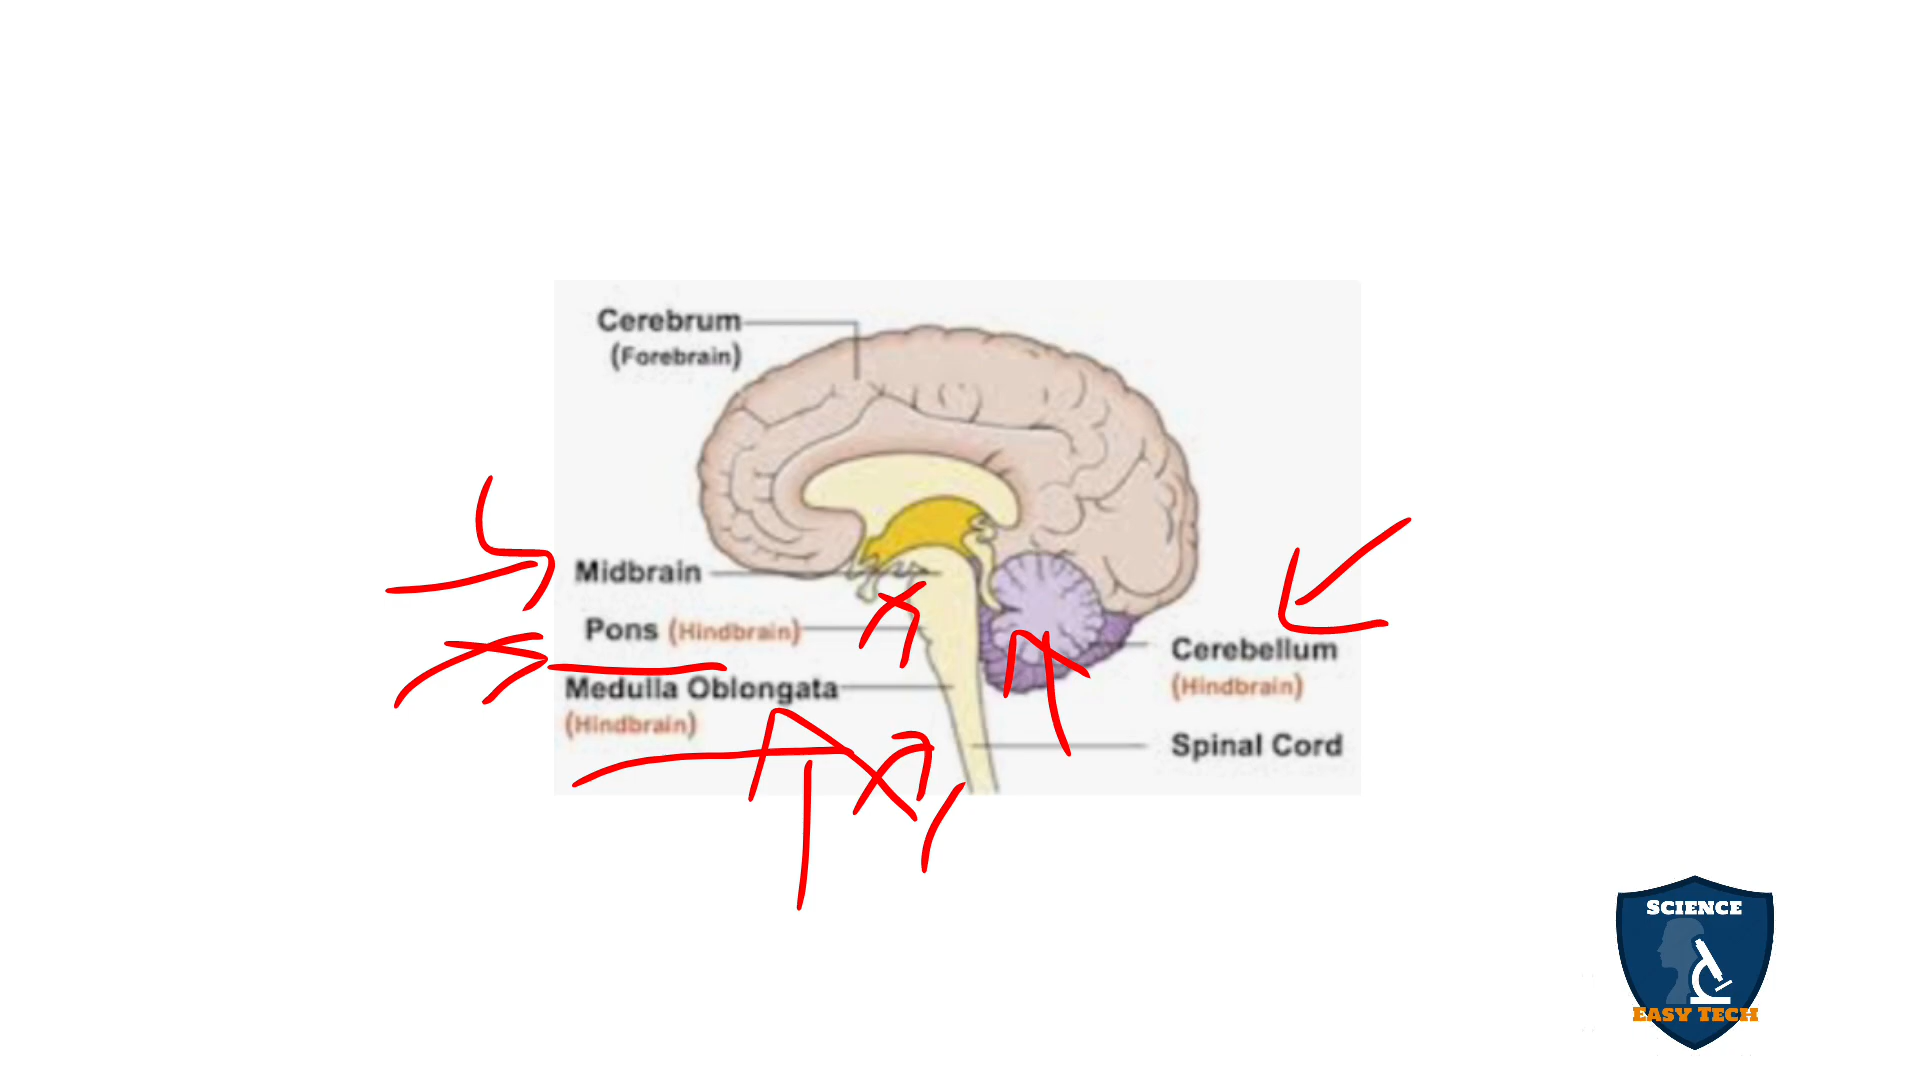 Cerebrum
(Forebrain)
Midbrain
Pons (Hindbrain)
Medulla Oblongata
(Hindbrain)
Cerebellum
(Hindbrain)
Spinal Cord
SCIENCE
EASY TECH